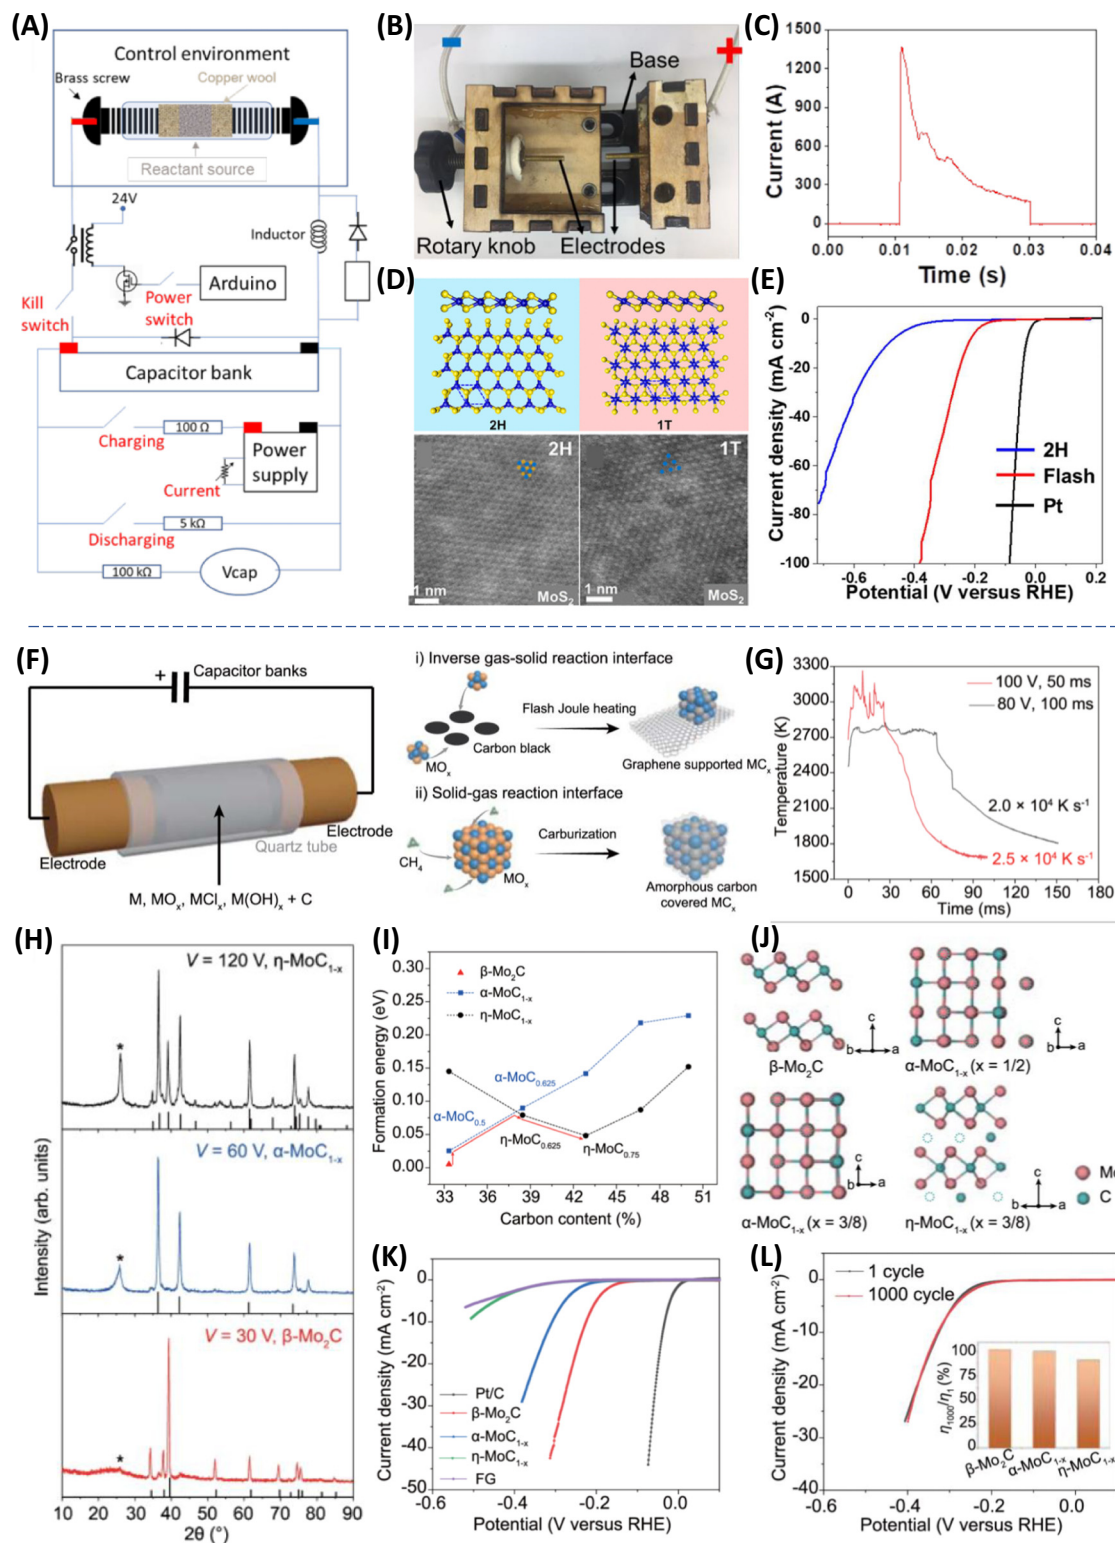 (A)
Control environment
Brass screw
Copper wool
Reactant source
24V
Inductor
Arduino
Kill
switch
Power
switch
Capacitor bank
Charging
100 Ω
Power
supply
Current
Discharging
5 kΩ
100 kΩ
Vcap
(B)
Base
Rotary knob
Electrodes
(C)
Current (A)
1500
1200
900
600
300
0
0.00
0.01
0.02
0.03
0.04
Time (s)
(D)
2H
1T
2H
1T
1 nm
MoS2
1 nm
MoS2
(E)
Current density (mA cm-2)
0
-20
-40
-60
-80
-100
2H
Flash
Pt
-0.6
-0.4
-0.2
0.0
0.2
Potential (V versus RHE)
(F)
+
Capacitor banks
Electrode
Electrode
Quartz tube
M, MOx, MClx, M(OH)x + C
i) Inverse gas-solid reaction interface
Flash Joule heating
Carbon black
MOx
Graphene supported MCx
ii) Solid-gas reaction interface
Carburization
CH4
MOx
Amorphous carbon
covered MCx
(G)
Temperature (K)
3300
3000
2700
2400
2100
1800
1500
100 V, 50 ms
80 V, 100 ms
2.0 × 10⁴ K s⁻¹
2.5 × 10⁴ K s⁻¹
0
30
60
90
120
150
180
Time (ms)
(H)
Intensity (arb. units)
V = 120 V, η-MoC1-x
*
V = 60 V, α-MoC1-x
*
V = 30 V, β-Mo2C
*
10
20
30
40
50
60
70
80
90
2θ (°)
(I)
Formation energy (eV)
0.30
0.25
0.20
0.15
0.10
0.05
0.00
β-Mo2C
α-MoC1-x
η-MoC1-x
α-MoC0.625
α-MoC0.5
η-MoC0.625
η-MoC0.75
33
36
39
42
45
48
51
Carbon content (%)
(J)
β-Mo2C
c
b
a
α-MoC1-x (x = 1/2)
c
b
a
α-MoC1-x (x = 3/8)
c
b
a
η-MoC1-x (x = 3/8)
c
b
a
Mo
C
(K)
Current density (mA cm-2)
0
-10
-20
-30
-40
-50
Pt/C
β-Mo2C
α-MoC1-x
η-MoC1-x
FG
-0.6
-0.4
-0.2
0.0
Potential (V versus RHE)
(L)
Current density (mA cm-2)
0
-5
-10
-15
-20
-25
-30
-35
1 cycle
1000 cycle
η1000/η1 (%)
100
75
50
25
0
β-Mo2C
α-MoC1-x
η-MoC1-x
-0.6
-0.4
-0.2
0.0
Potential (V versus RHE)